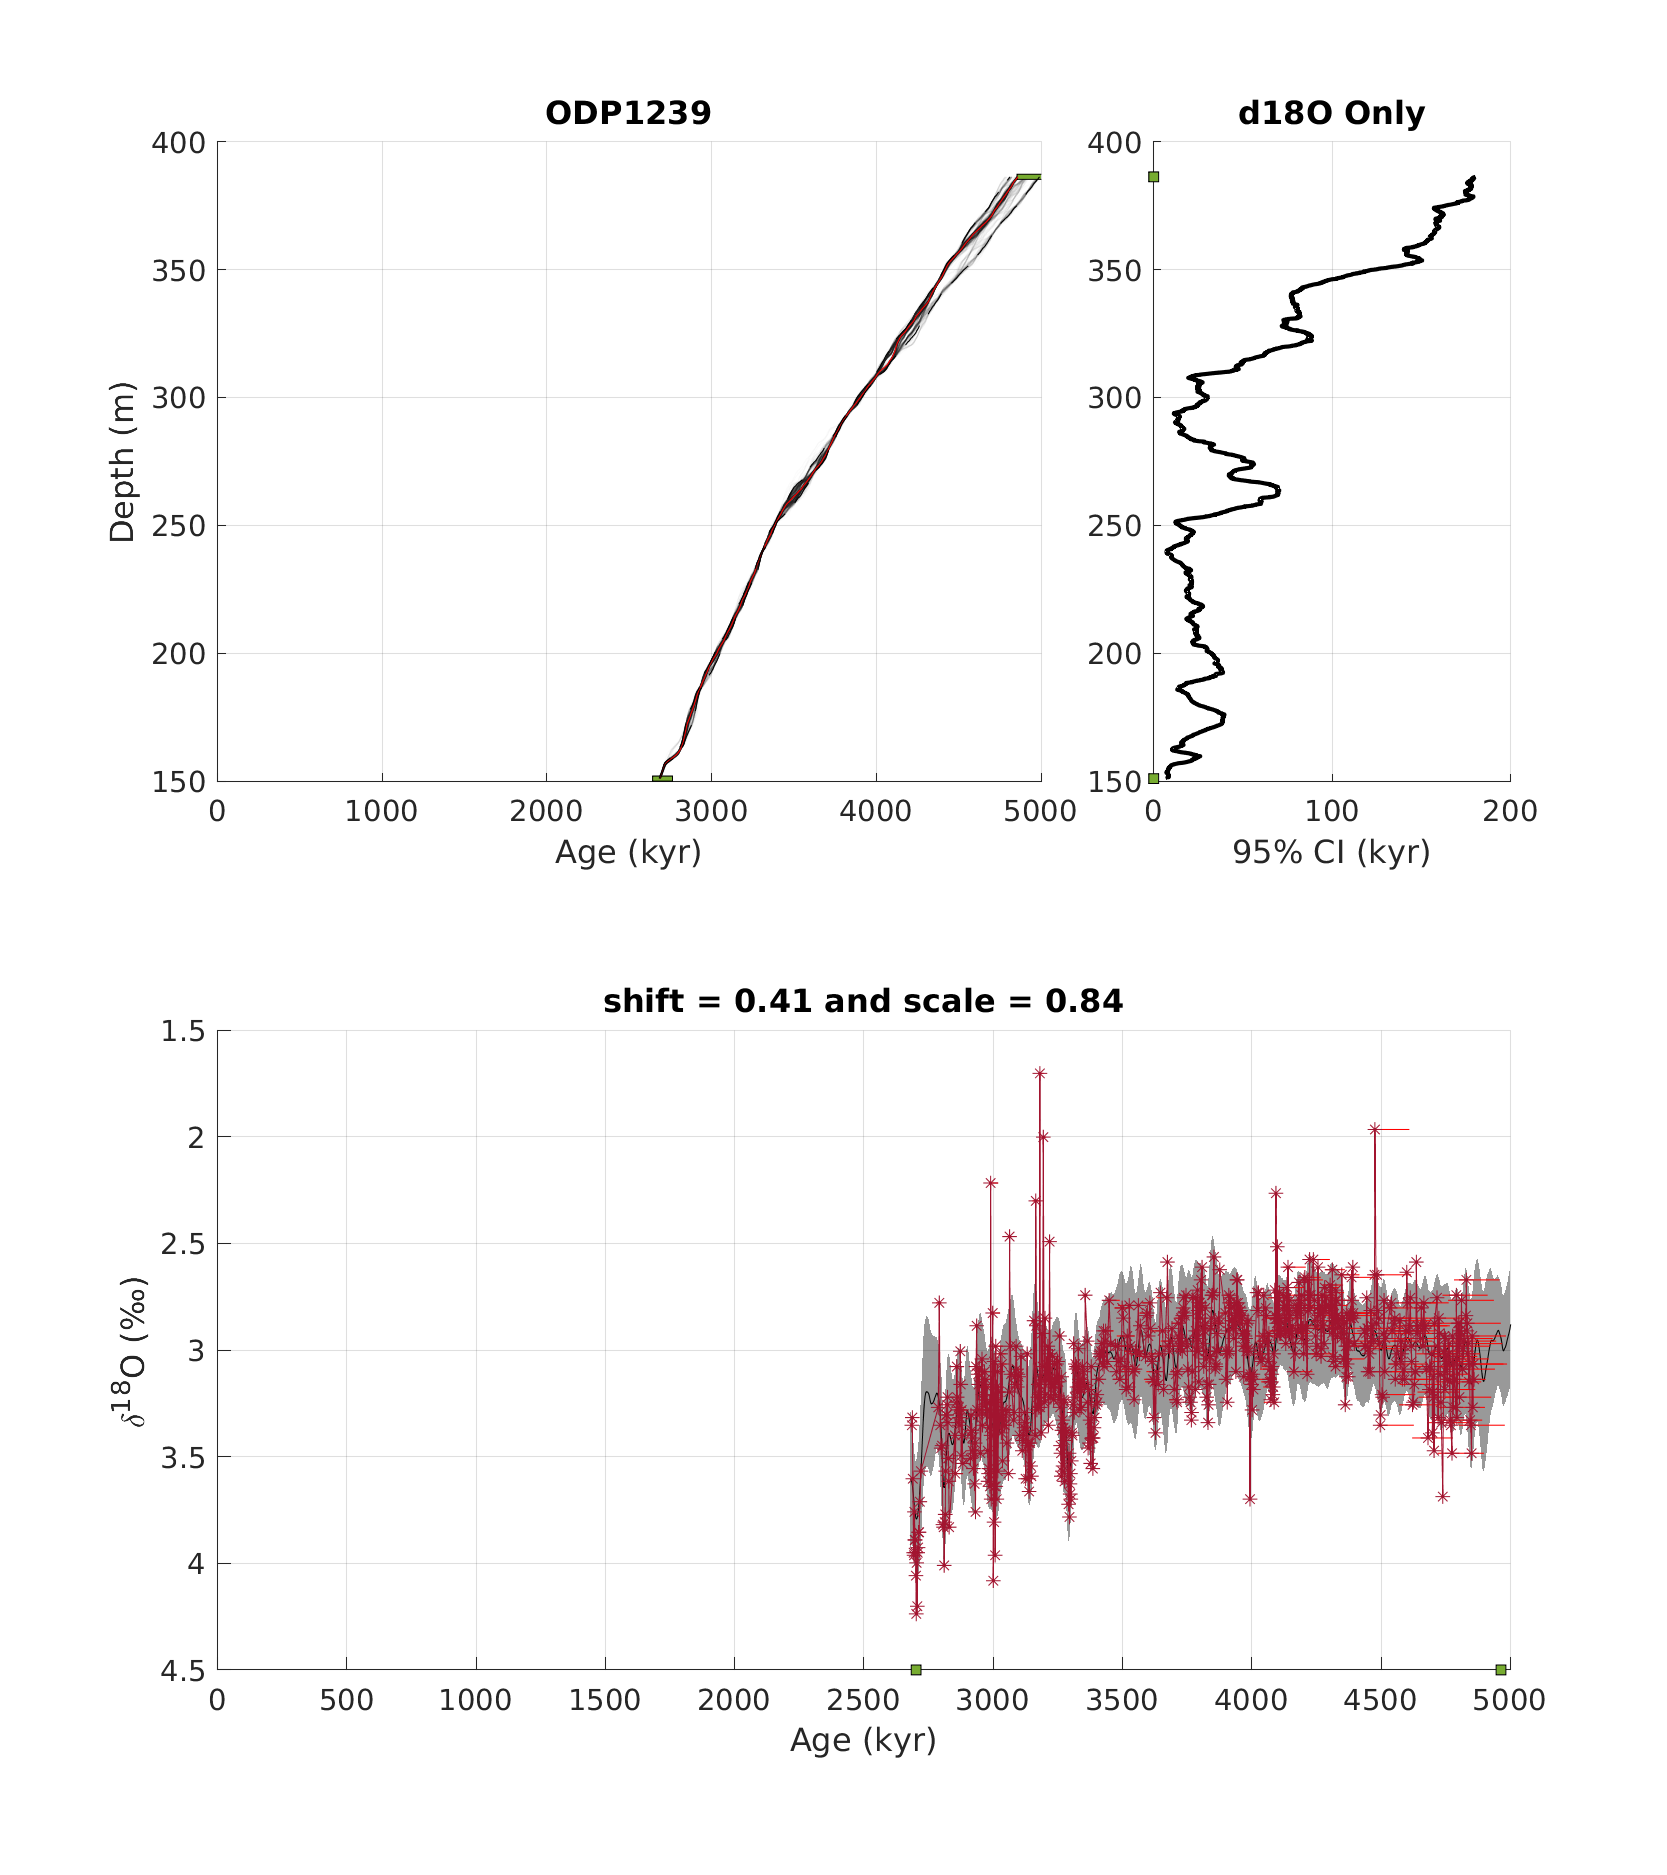 ODP1239
d18O Only
400
350
300
250
200
150
Depth (m)
0 1000 2000 3000 4000 5000
Age (kyr)
400
350
300
250
200
150
0 100 200
95% CI (kyr)
shift = 0.41 and scale = 0.84
1.5
2
2.5
3
3.5
4
4.5
δ18O (‰)
0 500 1000 1500 2000 2500 3000 3500 4000 4500 5000
Age (kyr)